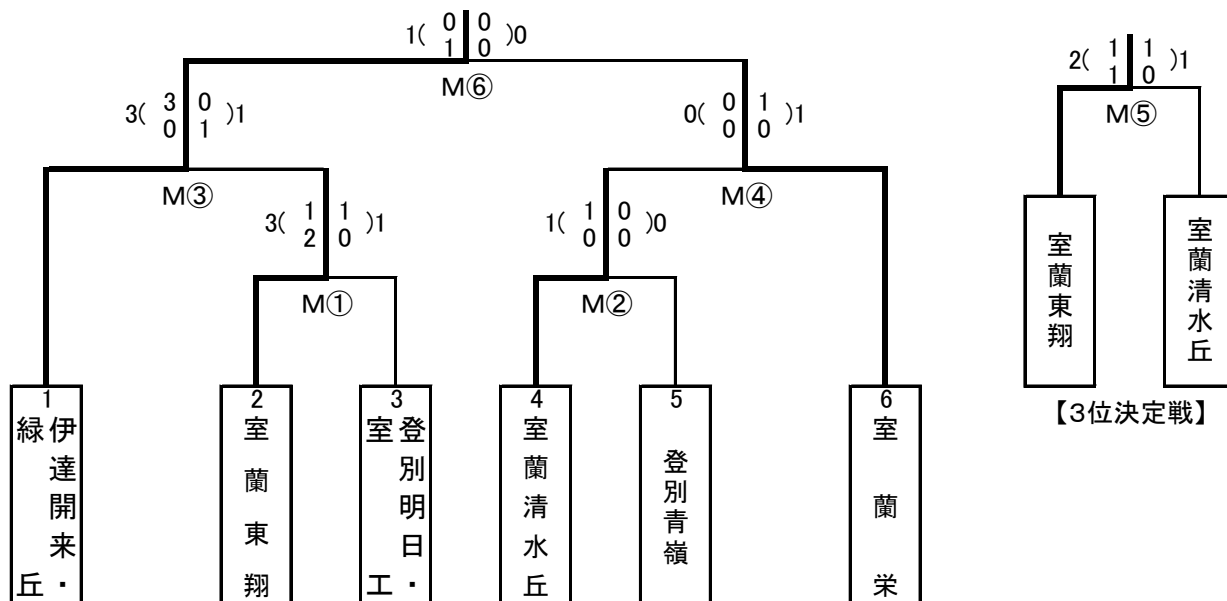 1( 0 0 )0
1 0
M⑥
2( 1 1 )1
1 0
M⑤
3( 3 0 )1
0 1
M③
0( 0 1 )1
0 0
M④
3( 1 1 )1
2 0
M①
1( 1 0 )0
0 0
M②
室蘭東翔
室蘭清水丘
【3位決定戦】
1
伊達開来・
緑丘
2
室蘭東翔
3
登別明日・
室工
4
室蘭清水丘
5
登別青嶺
6
室蘭栄